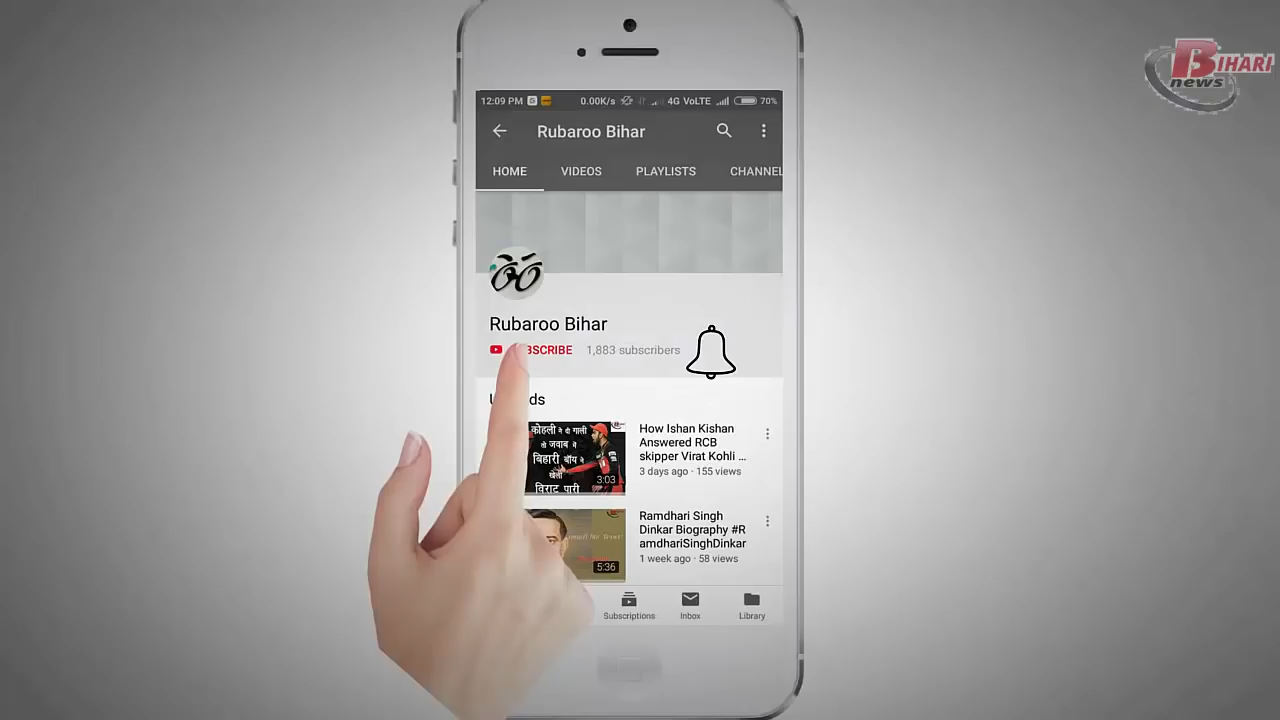 BIHARI
news
12:09 PM 0.00K/s 4G VoLTE 70%
Rubaroo Bihar
HOME VIDEOS PLAYLISTS CHANNEL
Rubaroo Bihar
BSCRIBE 1,883 subscribers
U ds
कोहली ने दी गाली
तो जवाब में
बिहारी बॉय ने
खेली
विराट पारी
3:03
How Ishan Kishan
Answered RCB
skipper Virat Kohli ...
3 days ago · 155 views
5:36
Ramdhari Singh
Dinkar Biography #R
amdhariSinghDinkar
1 week ago · 58 views
Subscriptions Inbox Library